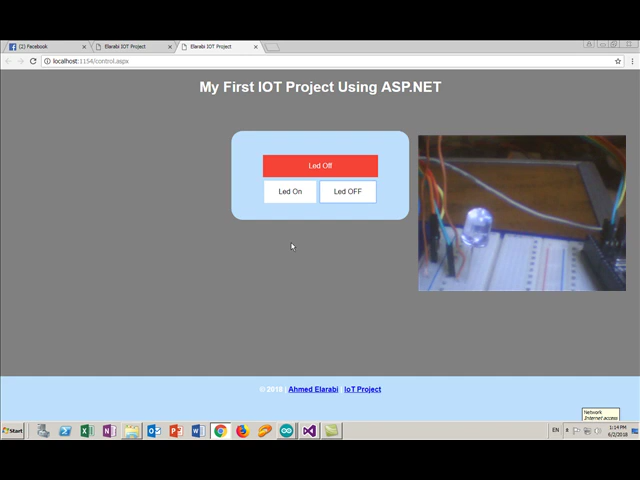 (2) Facebook
Elarabi IOT Project
Elarabi IOT Project
localhost:1154/control.aspx
My First IOT Project Using ASP.NET
Led Off
Led On
Led OFF
© 2018 | Ahmed Elarabi | IoT Project
Network
Internet access
Start
EN
1:14 PM
6/2/2018